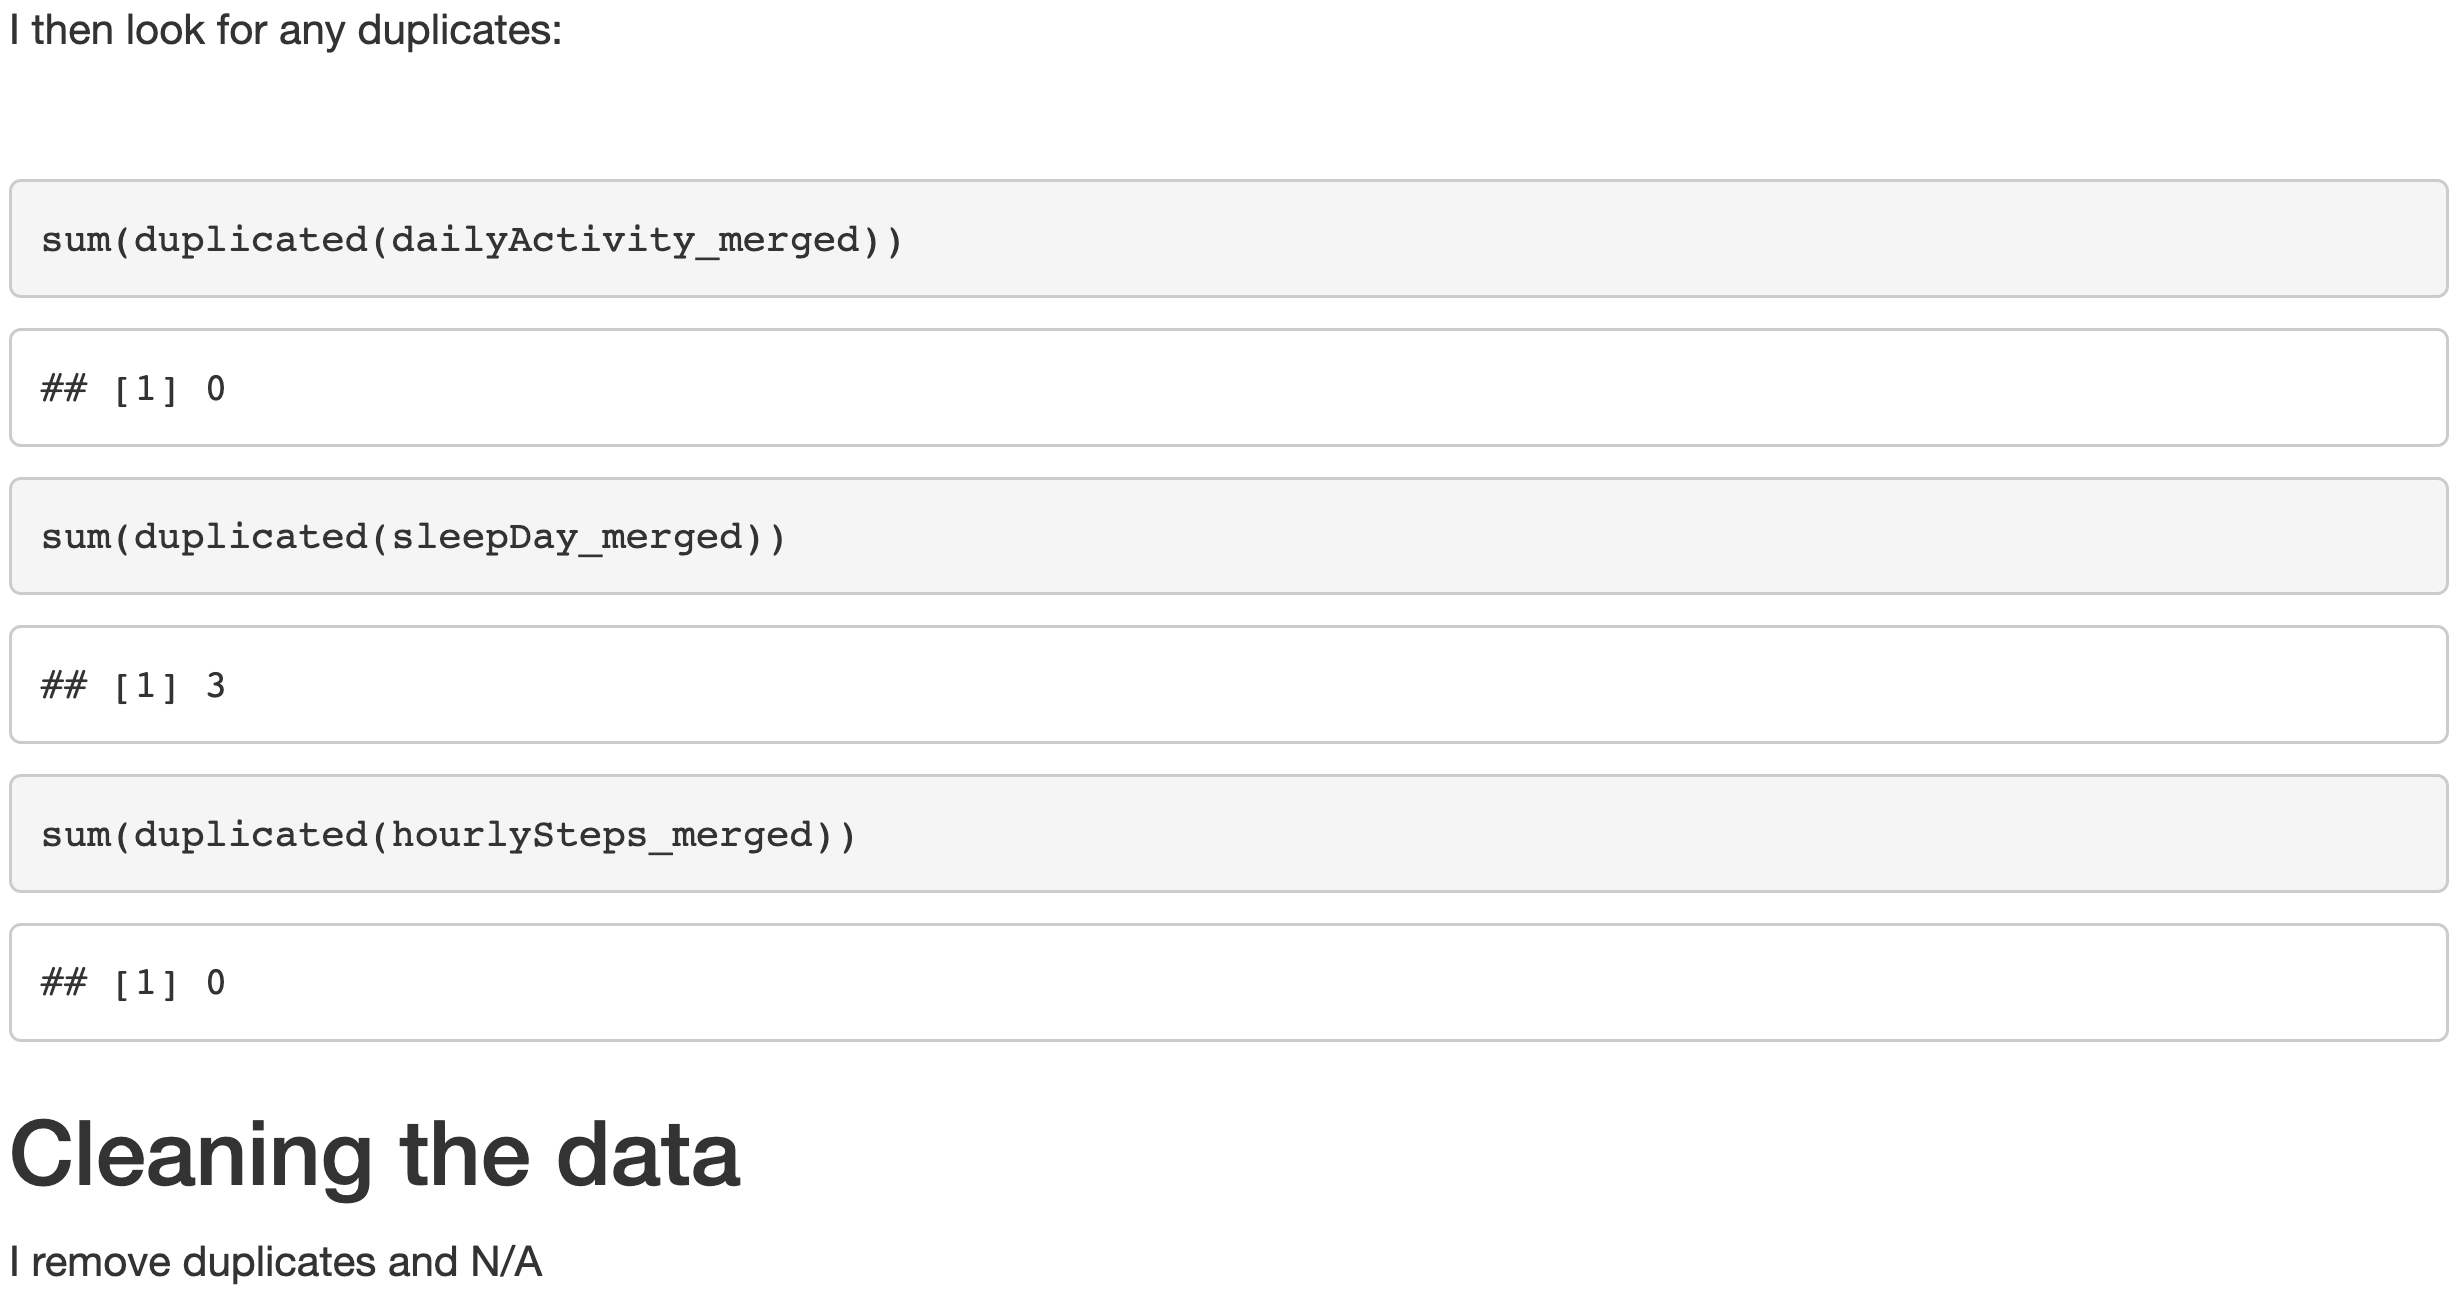 I then look for any duplicates:
sum(duplicated(dailyActivity_merged))
## [1] 0
sum(duplicated(sleepDay_merged))
## [1] 3
sum(duplicated(hourlySteps_merged))
## [1] 0
Cleaning the data
I remove duplicates and N/A